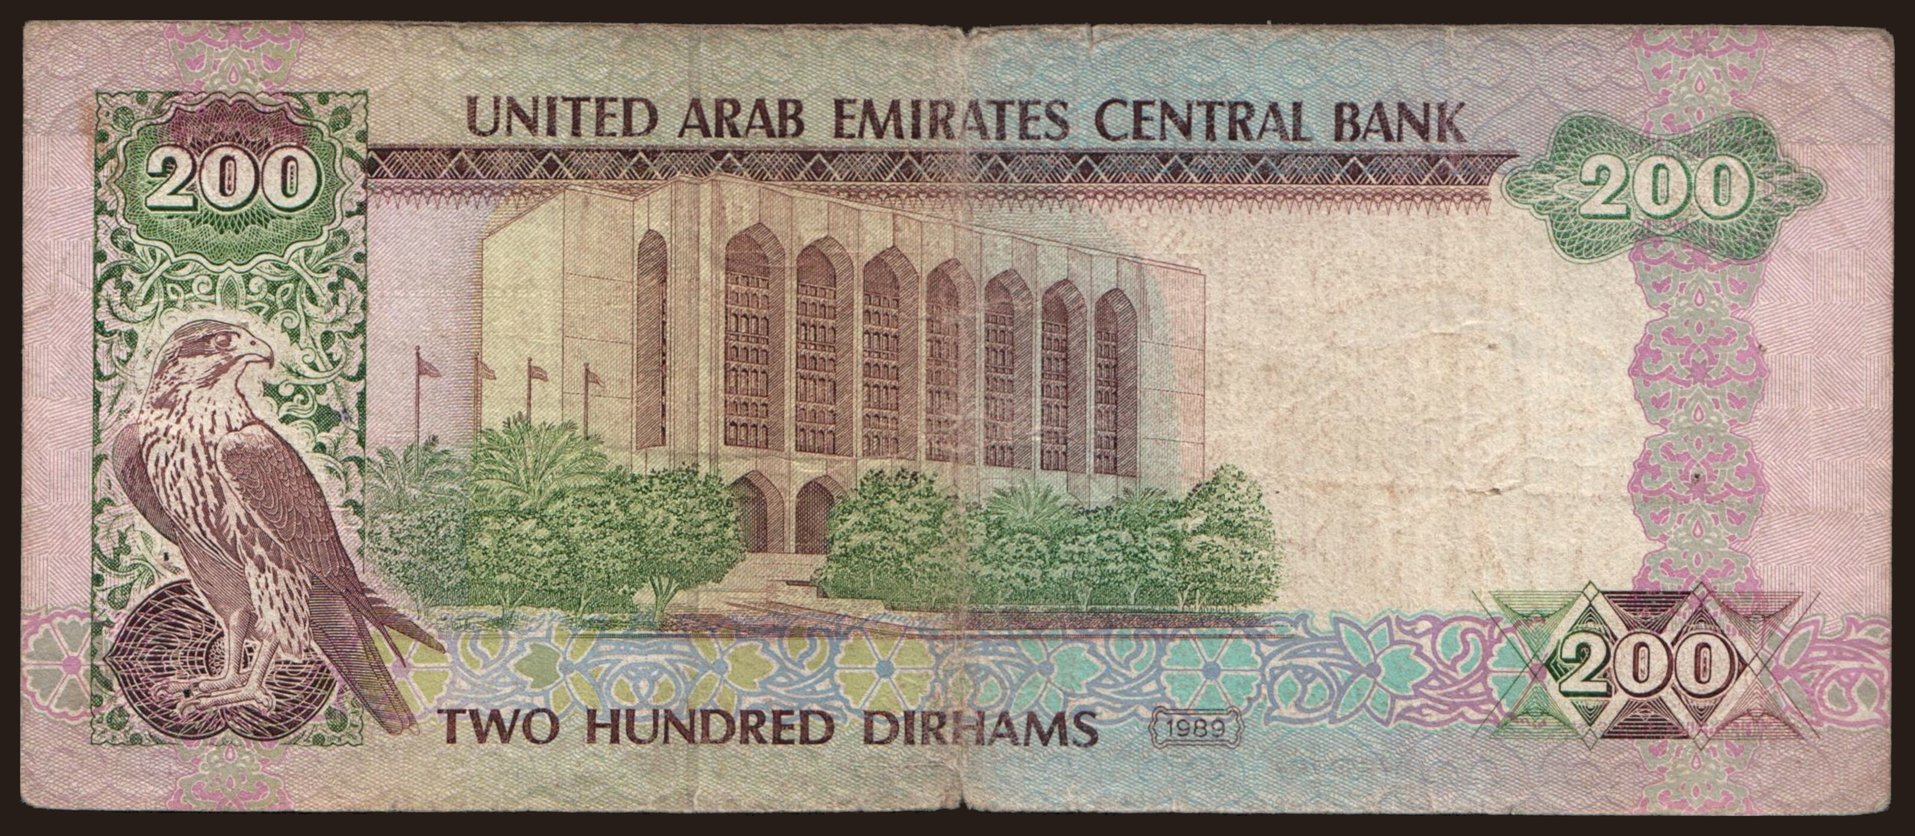 UNITED ARAB EMIRATES CENTRAL BANK
200
200
TWO HUNDRED DIRHAMS 1989
200